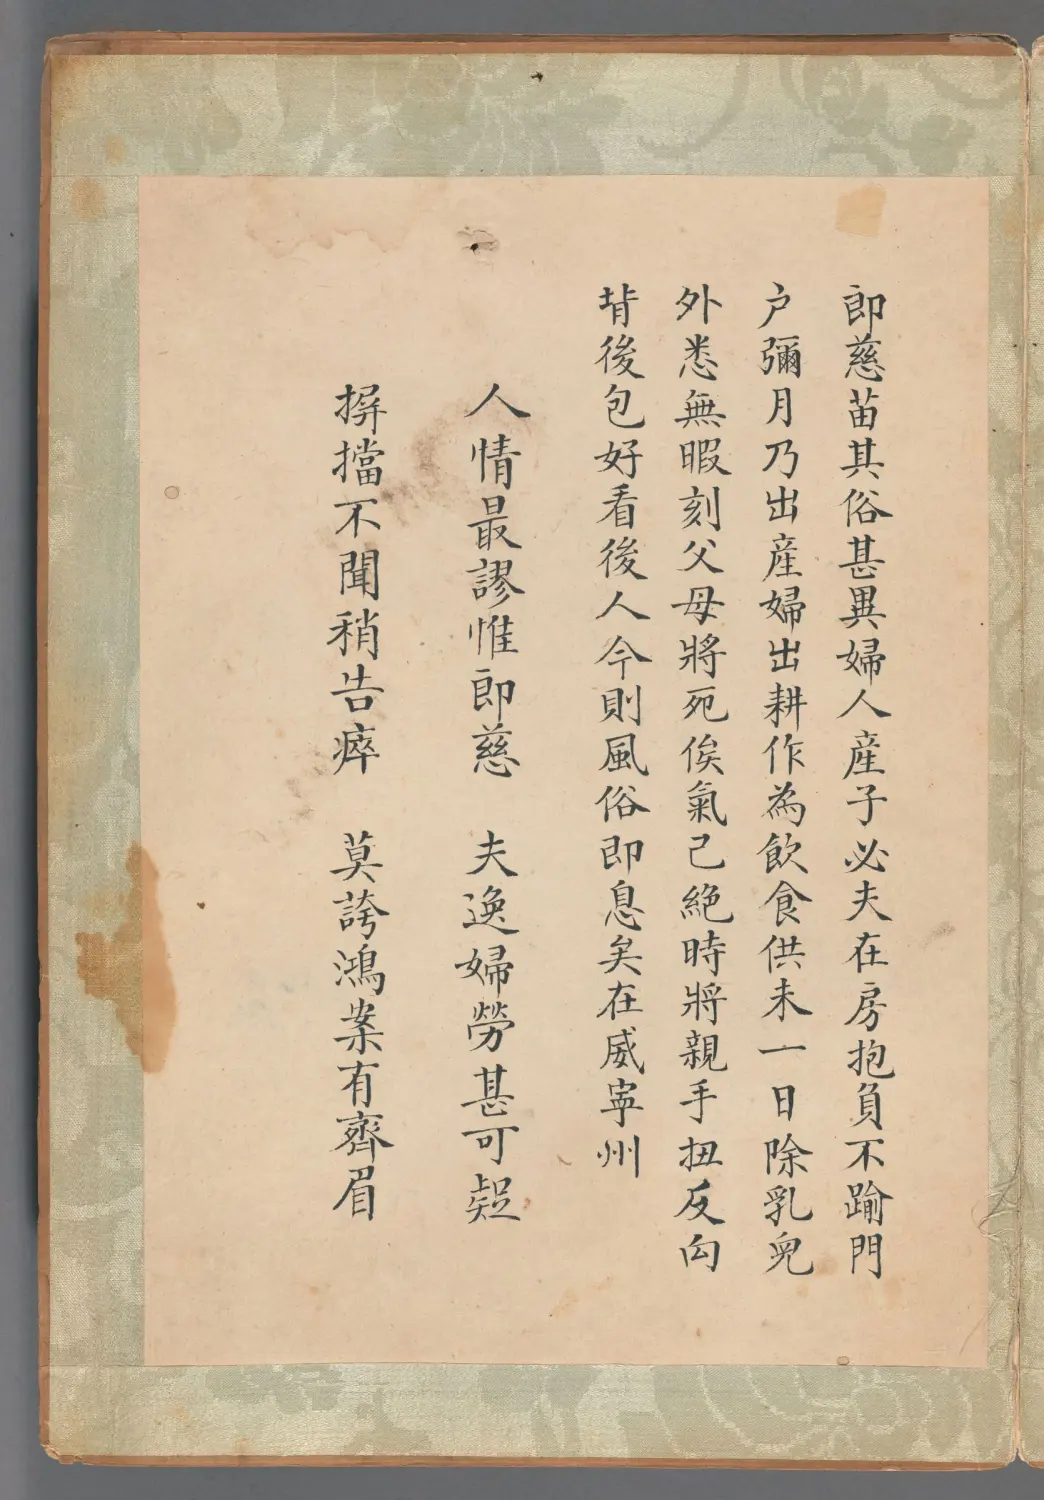 郎慈苗其俗甚異婦人産子必夫在房抱負不踰門
户彌月乃出産婦出耕作為飲食供未一日除乳兒
外悉無暇刻父母將死俟氣已絶時將親手扭反向
背後包好看後人今則風俗即息矣在威寧州
人情最謬惟郎慈　夫逸婦勞甚可疑
摒擋不聞稍告瘁　莫誇鴻案有齊眉